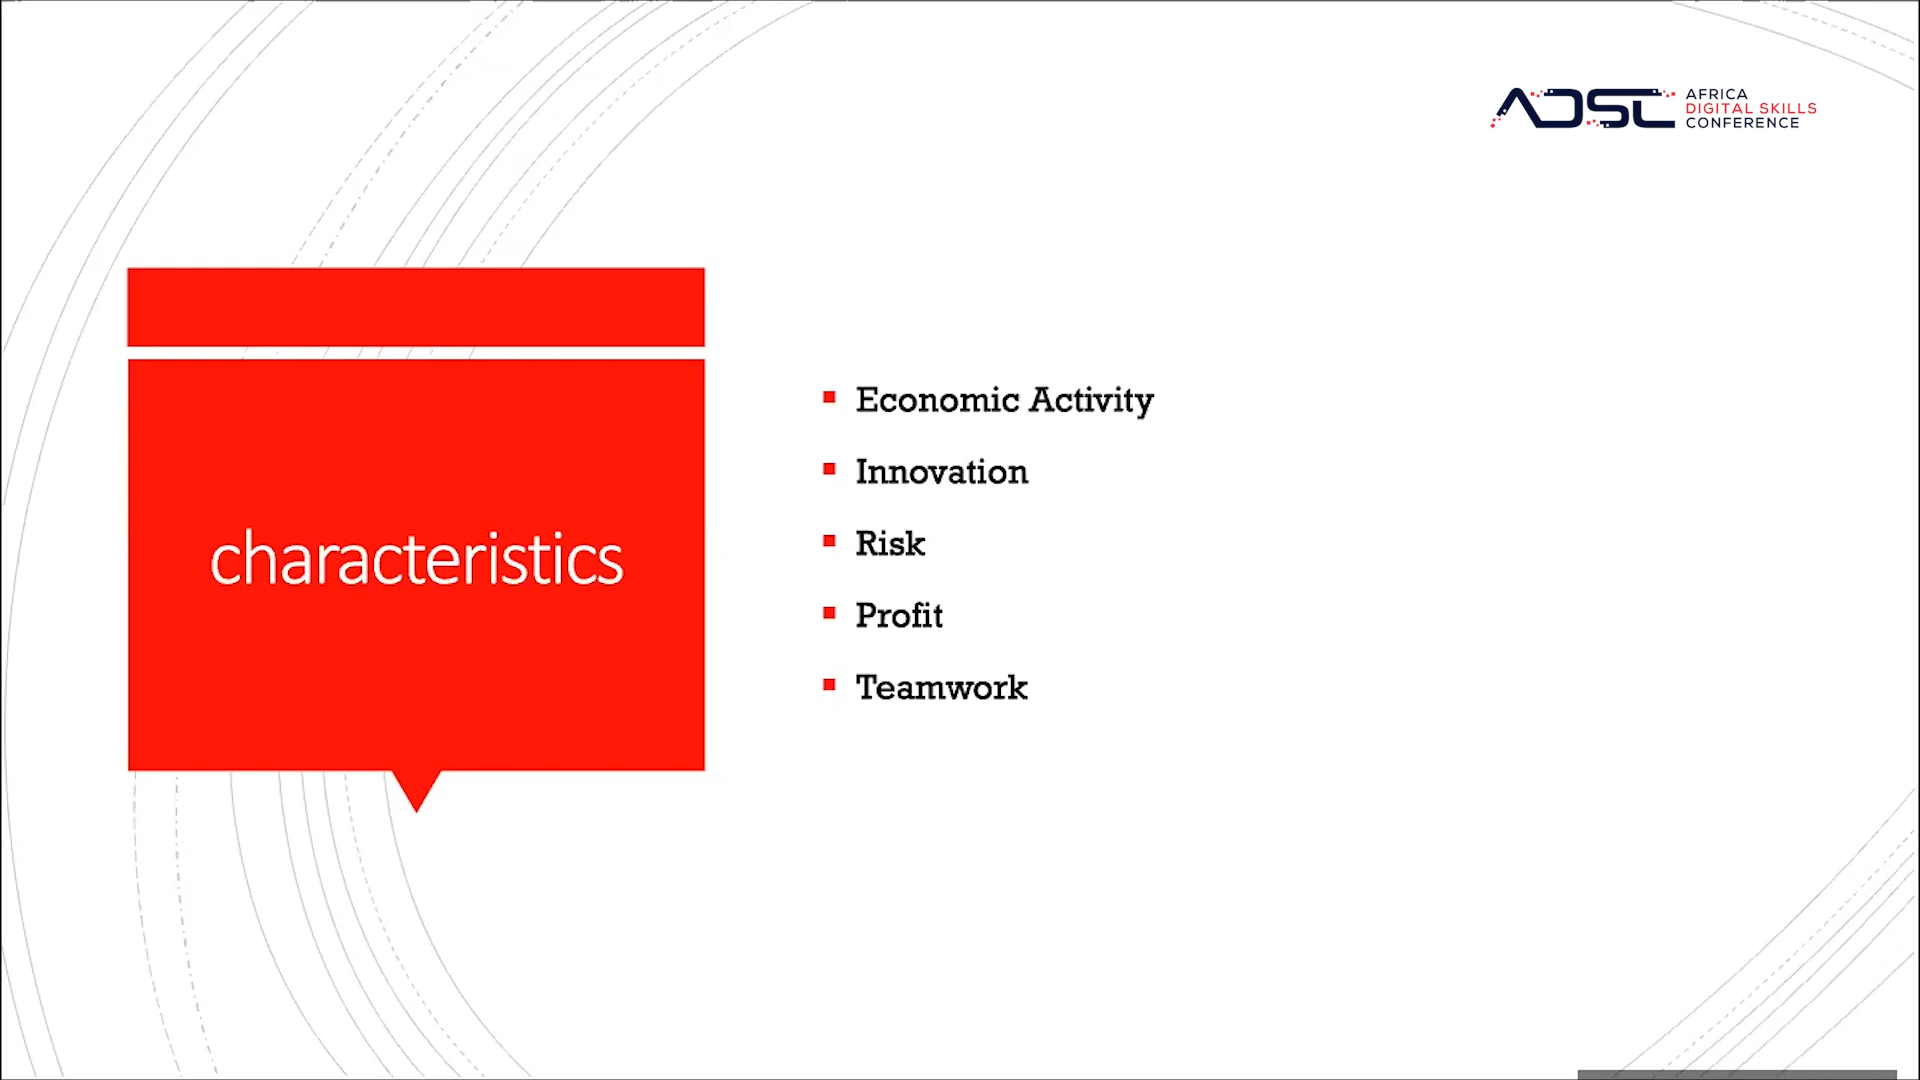 AFRICA
DIGITAL SKILLS
CONFERENCE
ADSC
characteristics
Economic Activity
Innovation
Risk
Profit
Teamwork